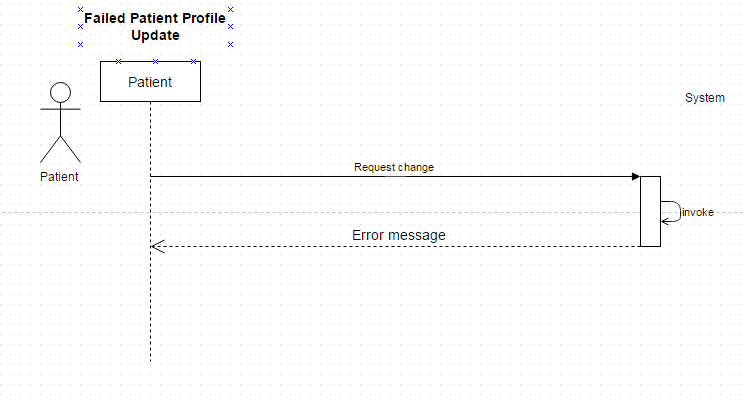 Failed Patient Profile
Update
Patient
System
Patient
Request change
invoke
Error message